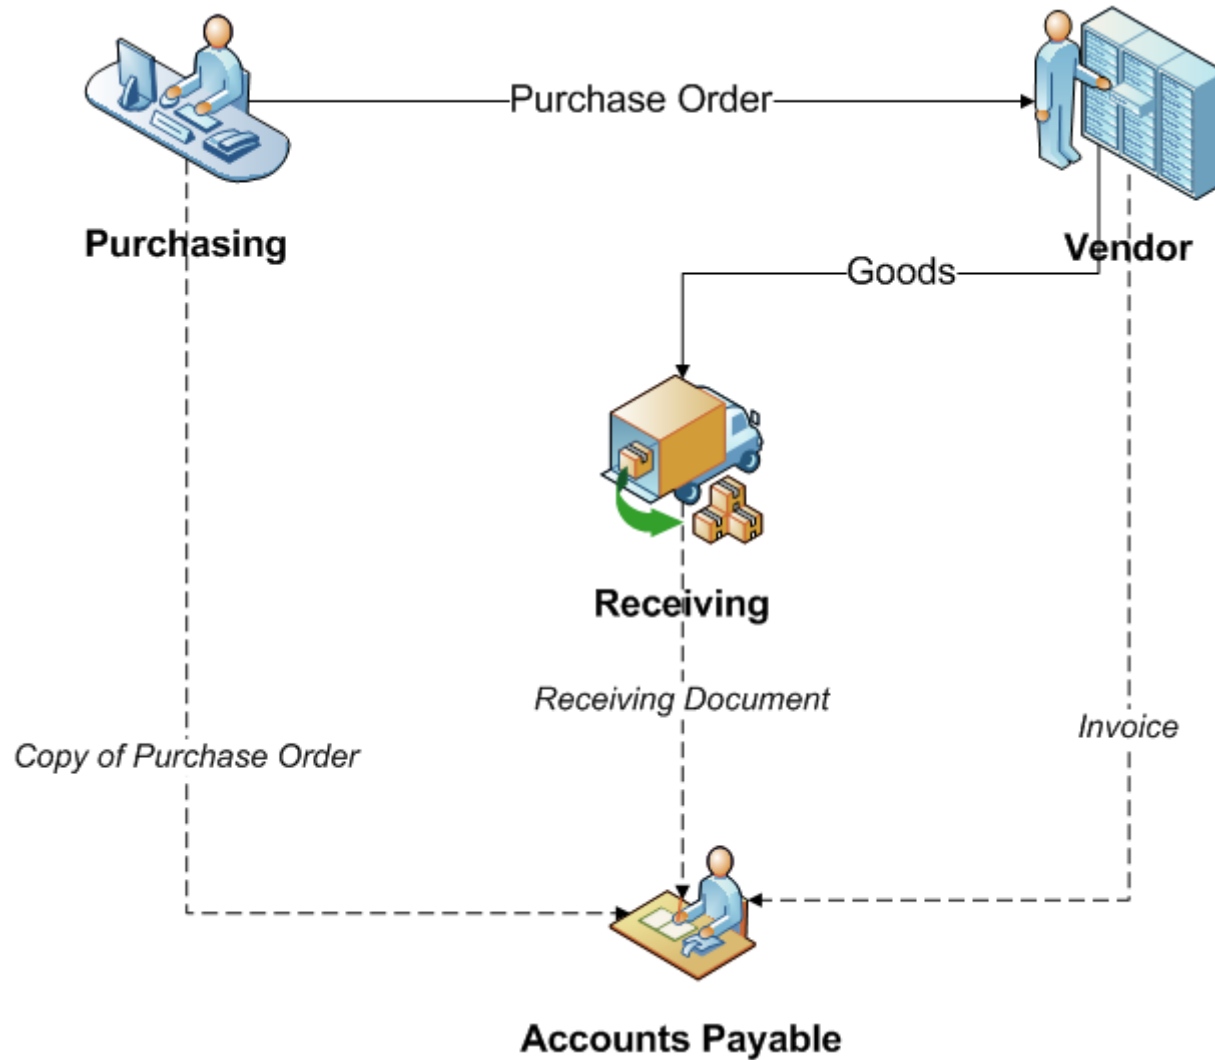 Purchase Order
Purchasing
Vendor
Goods
Receiving
Receiving Document
Invoice
Copy of Purchase Order
Accounts Payable